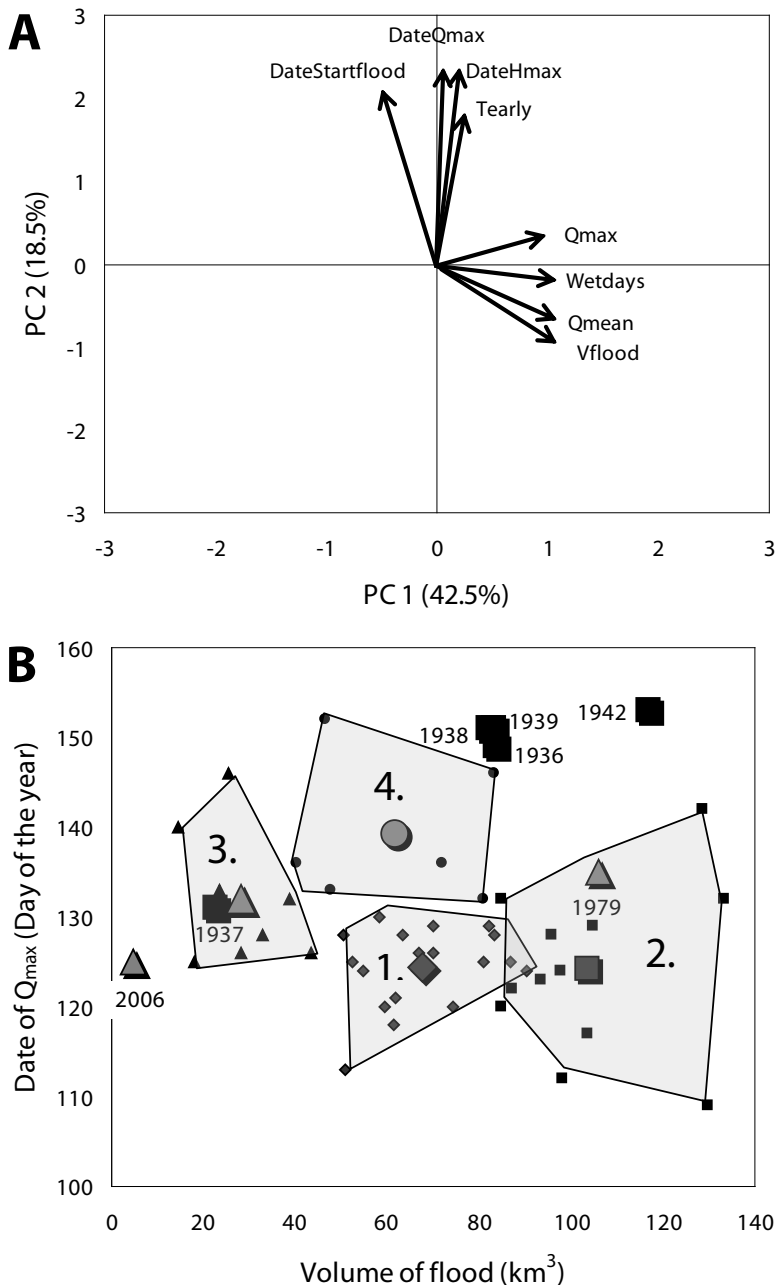 A
3
DateQmax
DateStartflood
DateHmax
2
Tearly
1
Qmax
0
Wetdays
Qmean
-1
Vflood
-2
-3
PC 2 (18.5%)
-3 -2 -1 0 1 2 3
PC 1 (42.5%)
B
160
150
1938 1939 1942
1936
4.
140
3.
130
1937
1979
2.
1.
2006
120
110
100
Date of Qmax (Day of the year)
0 20 40 60 80 100 120 140
Volume of flood (km³)